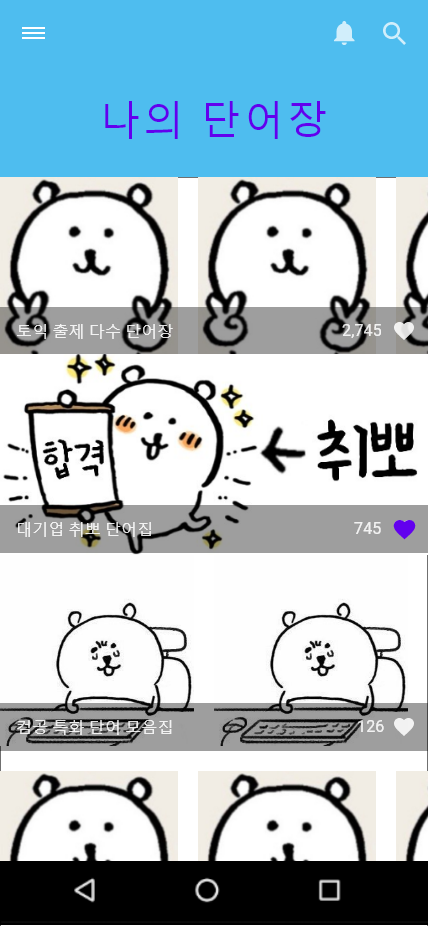 나의 단어장
토익 출제 다수 단어장 2,745
합격
취뽀
대기업 취뽀 단어집 745
컴공 특화 단어 모음집 126